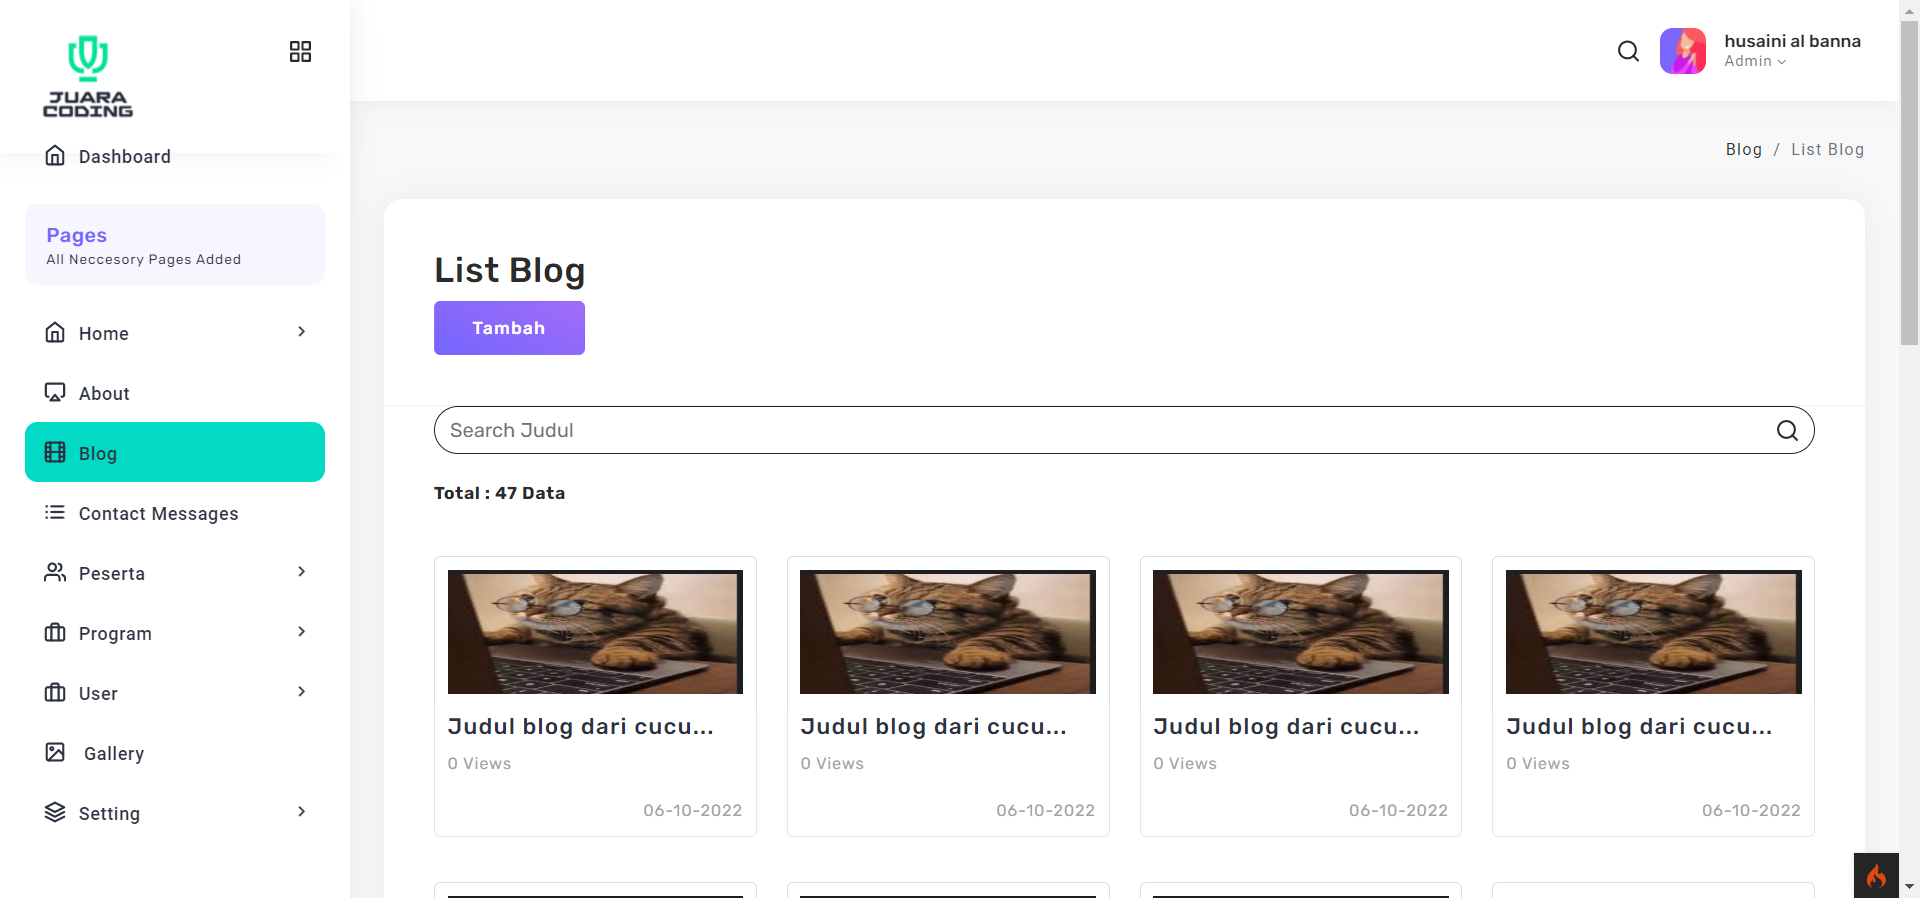 JUARA
CODING
husaini al banna
Admin
Dashboard
Blog / List Blog
Pages
All Neccesory Pages Added
Home
About
Blog
Contact Messages
Peserta
Program
User
Gallery
Setting
List Blog
Tambah
Search Judul
Total : 47 Data
Judul blog dari cucu...
0 Views
06-10-2022
Judul blog dari cucu...
0 Views
06-10-2022
Judul blog dari cucu...
0 Views
06-10-2022
Judul blog dari cucu...
0 Views
06-10-2022